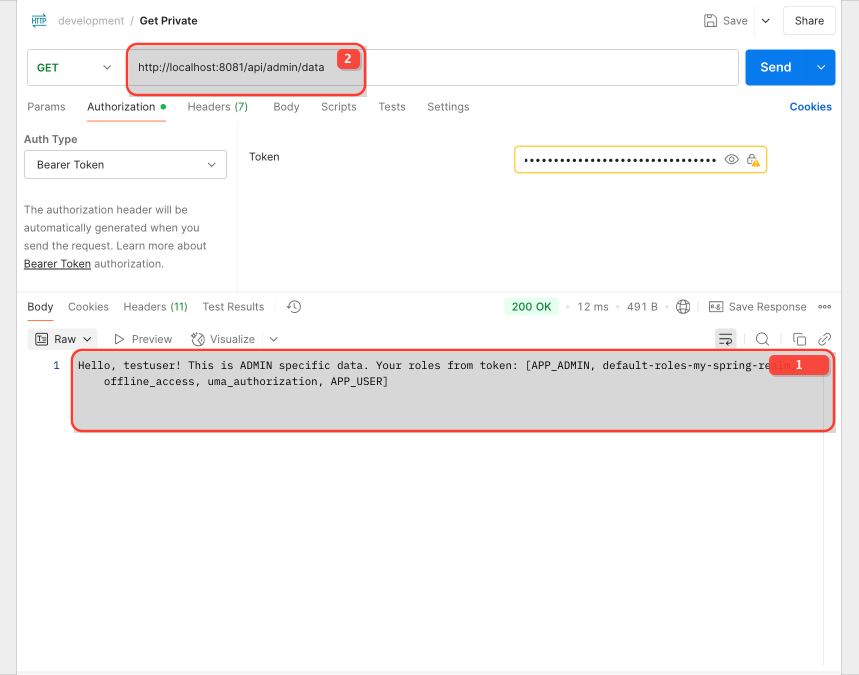 HTTP development / Get Private Save Share
GET http://localhost:8081/api/admin/data 2 Send
Params Authorization Headers (7) Body Scripts Tests Settings Cookies
Auth Type
Bearer Token
Token
The authorization header will be
automatically generated when you
send the request. Learn more about
Bearer Token authorization.
Body Cookies Headers (11) Test Results 200 OK 12 ms 491 B Save Response
Raw Preview Visualize
1 Hello, testuser! This is ADMIN specific data. Your roles from token: [APP_ADMIN, default-roles-my-spring-realm 1
offline_access, uma_authorization, APP_USER]